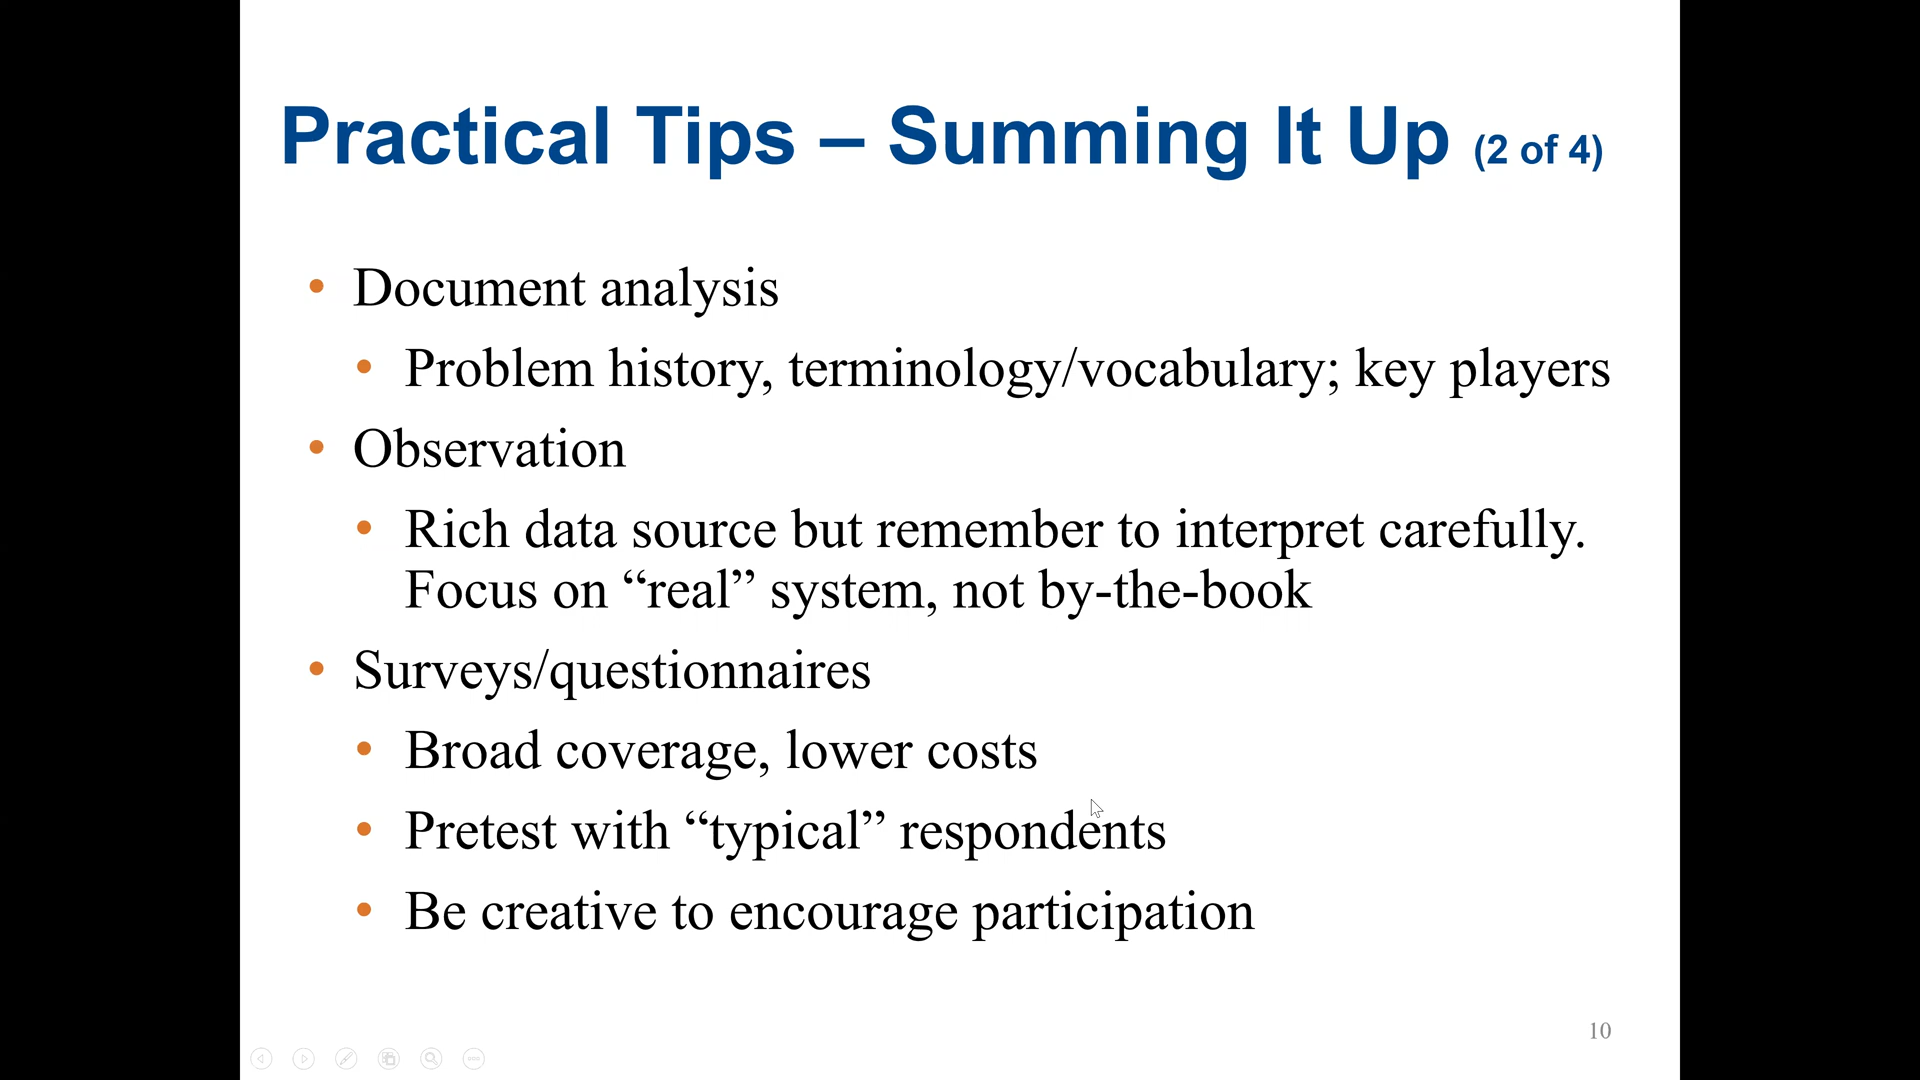 Practical Tips – Summing It Up (2 of 4)
• Document analysis
• Problem history, terminology/vocabulary; key players
• Observation
• Rich data source but remember to interpret carefully.
Focus on “real” system, not by-the-book
• Surveys/questionnaires
• Broad coverage, lower costs
• Pretest with “typical” respondents
• Be creative to encourage participation
10